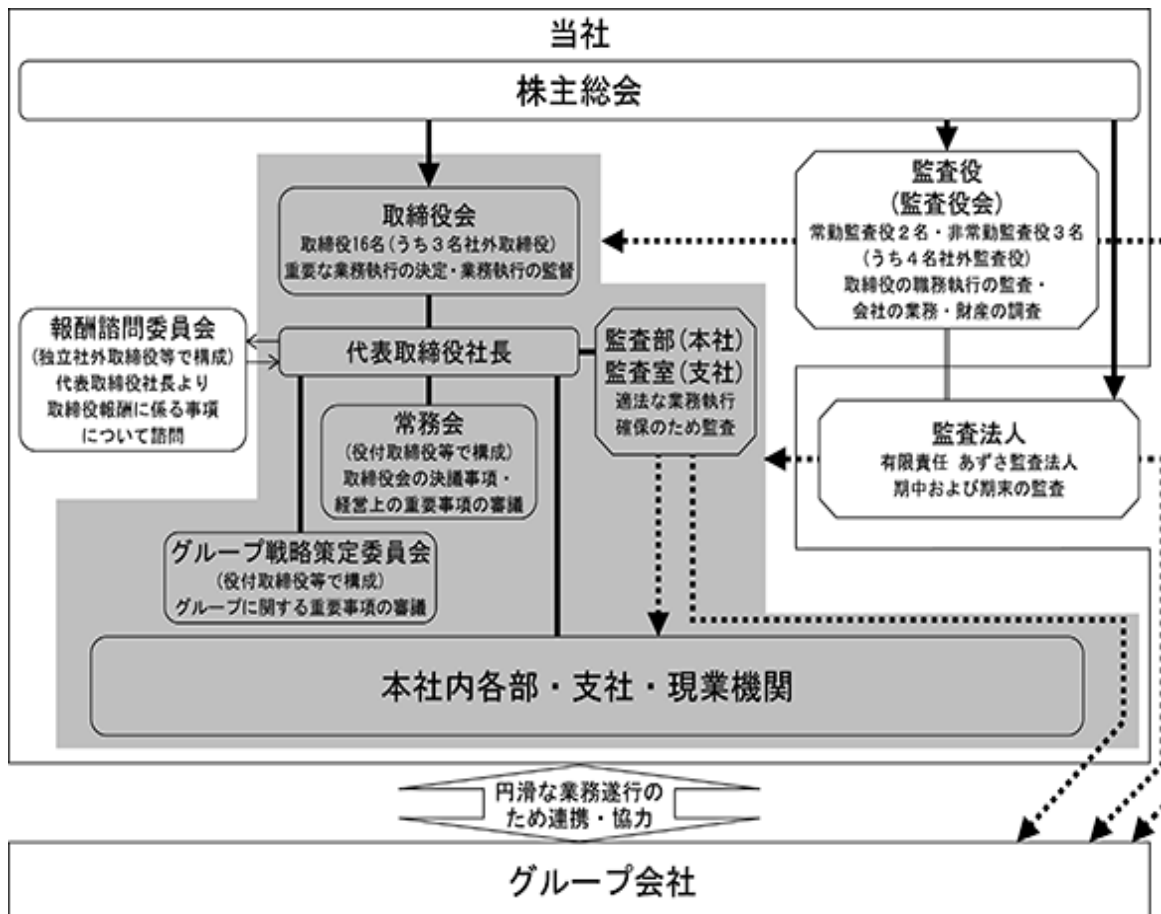 当社
株主総会
取締役会
取締役16名(うち3名社外取締役)
重要な業務執行の決定・業務執行の監督
監査役
(監査役会)
常勤監査役2名・非常勤監査役3名
(うち4名社外監査役)
取締役の職務執行の監査・
会社の業務・財産の調査
報酬諮問委員会
(独立社外取締役等で構成)
代表取締役社長より
取締役報酬に係る事項
について諮問
代表取締役社長
監査部(本社)
監査室(支社)
適法な業務執行
確保のため監査
常務会
(役付取締役等で構成)
取締役会の決議事項・
経営上の重要事項の審議
監査法人
有限責任 あずさ監査法人
期中および期末の監査
グループ戦略策定委員会
(役付取締役等で構成)
グループに関する重要事項の審議
本社内各部・支社・現業機関
円滑な業務遂行の
ため連携・協力
グループ会社